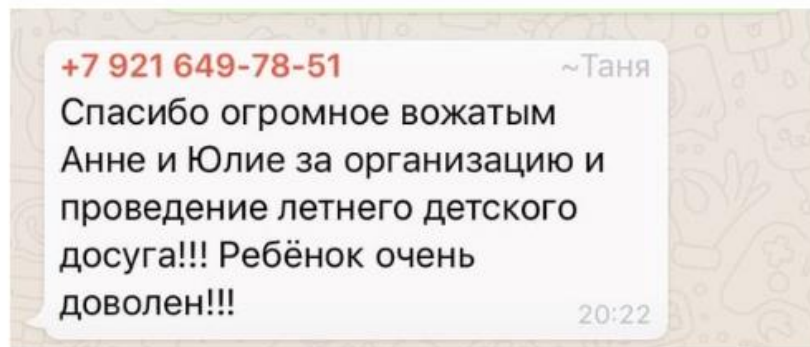 +7 921 649-78-51 ~Таня
Спасибо огромное вожатым
Анне и Юлие за организацию и
проведение летнего детского
досуга!!! Ребёнок очень
доволен!!!
20:22